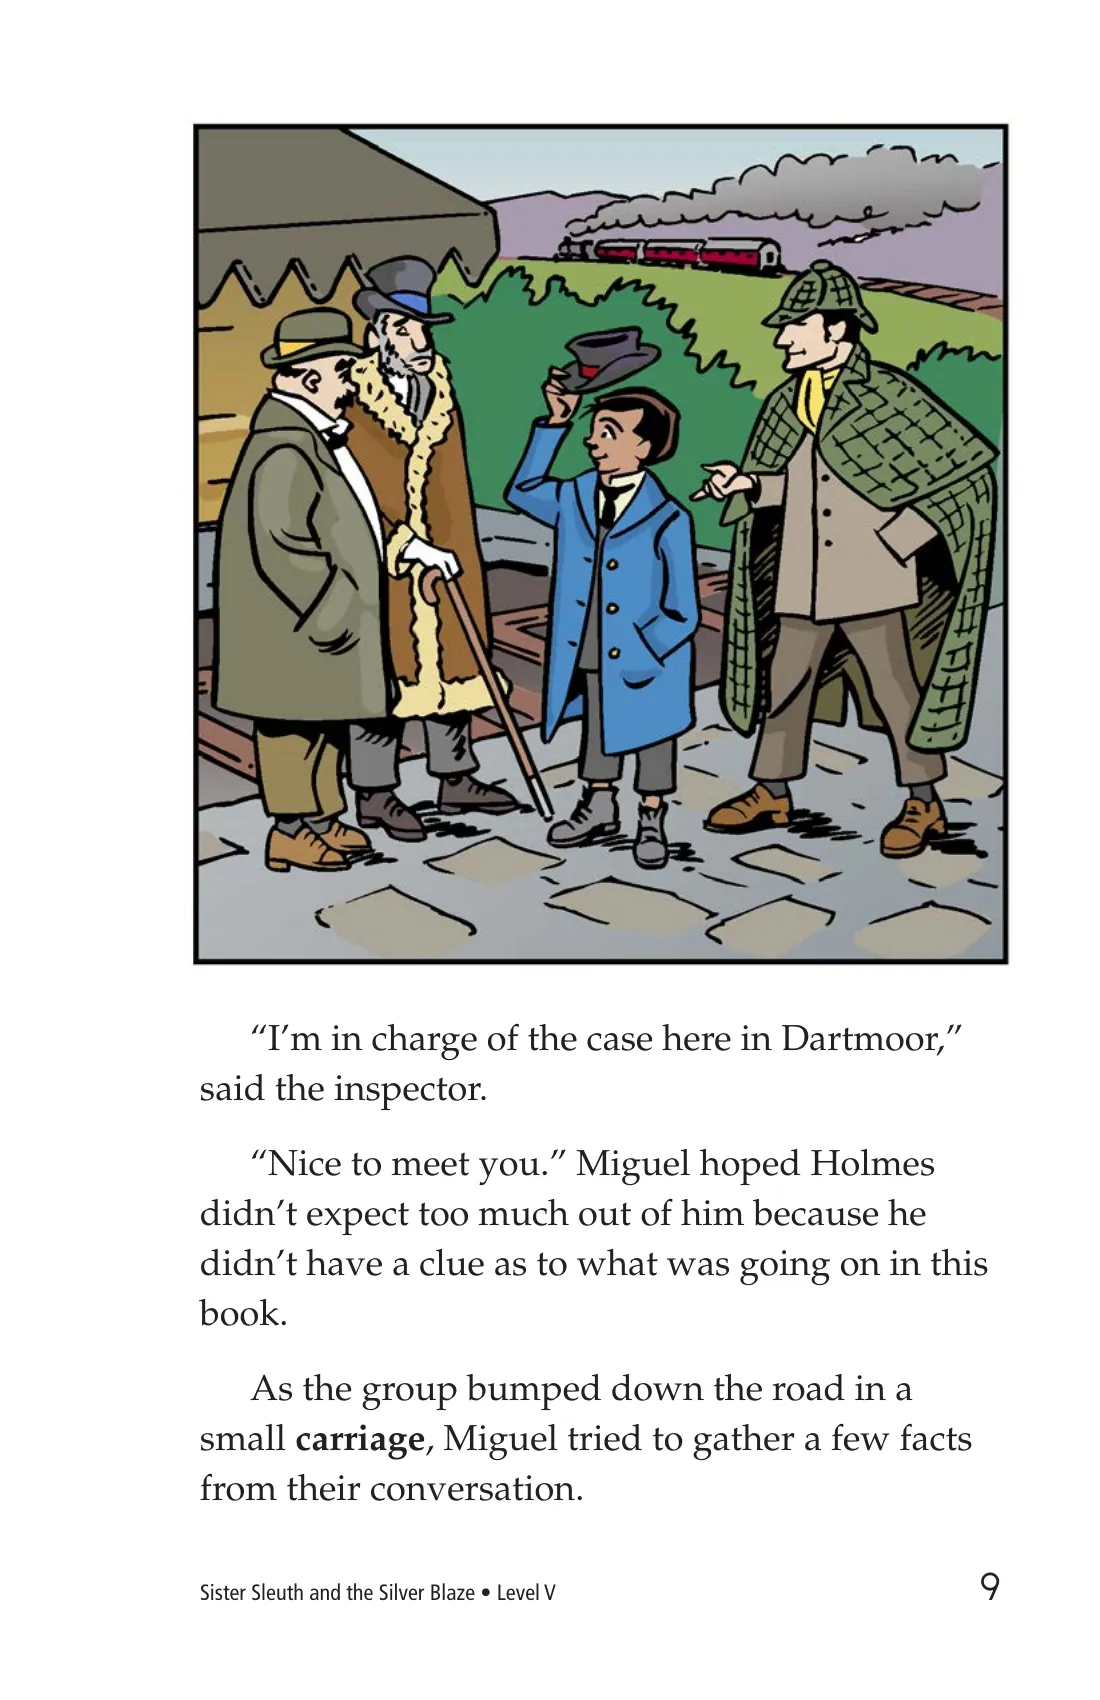 “I’m in charge of the case here in Dartmoor,”
said the inspector.
“Nice to meet you.” Miguel hoped Holmes
didn’t expect too much out of him because he
didn’t have a clue as to what was going on in this
book.
As the group bumped down the road in a
small carriage, Miguel tried to gather a few facts
from their conversation.
Sister Sleuth and the Silver Blaze • Level V 9